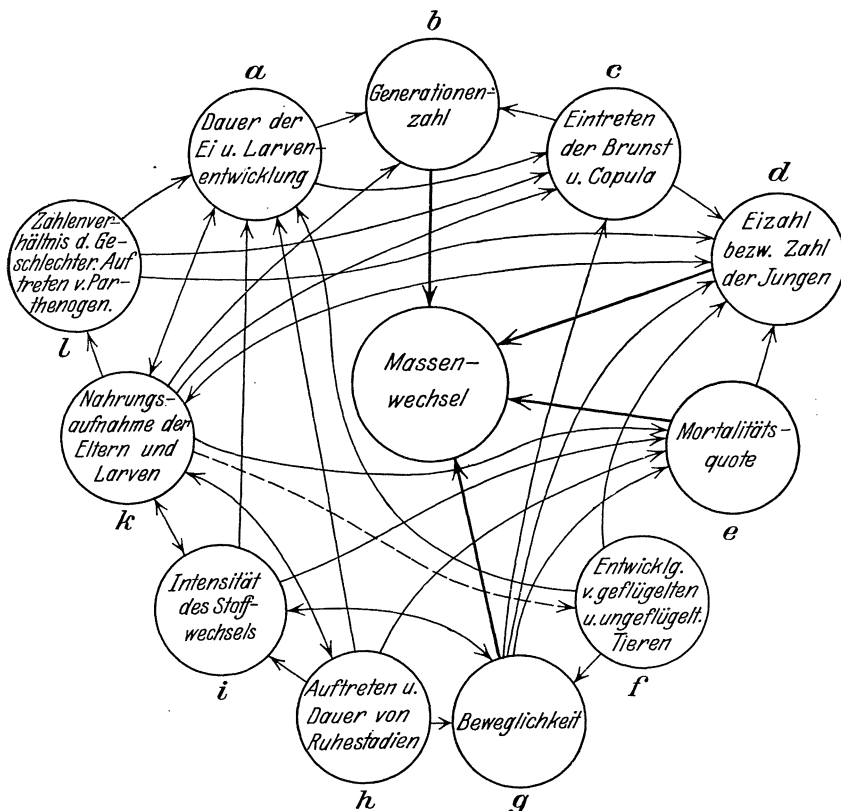 b
Generationen-
zahl
a
Dauer der
Ei u. Larven-
entwicklung
c
Eintreten
der Brunst
u. Copula
d
Eizahl
bezw. Zahl
der Jungen
Zahlenver-
hältnis d. Ge-
schlechter. Auf
treten v. Par-
thenogen.
l
Massen-
wechsel
Nahrungs-
aufnahme der
Eltern und
Larven
k
Mortalitäts-
quote
e
Intensität
des Stoff-
wechsels
i
Entwicklg.
v. geflügelten
u. ungeflügelt.
Tieren
f
Auftreten u.
Dauer von
Ruhestadien
h
Beweglichkeit
g